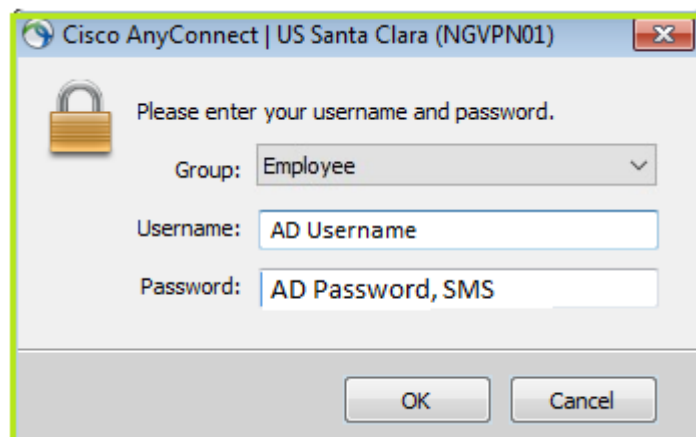 Cisco AnyConnect | US Santa Clara (NGVPN01)
Please enter your username and password.
Group: Employee
Username: AD Username
Password: AD Password, SMS
OK Cancel